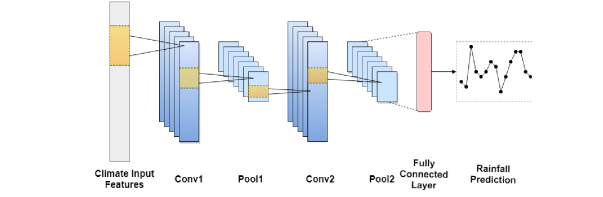 Climate Input
Features
Conv1
Pool1
Conv2
Pool2
Fully
Connected
Layer
Rainfall
Prediction